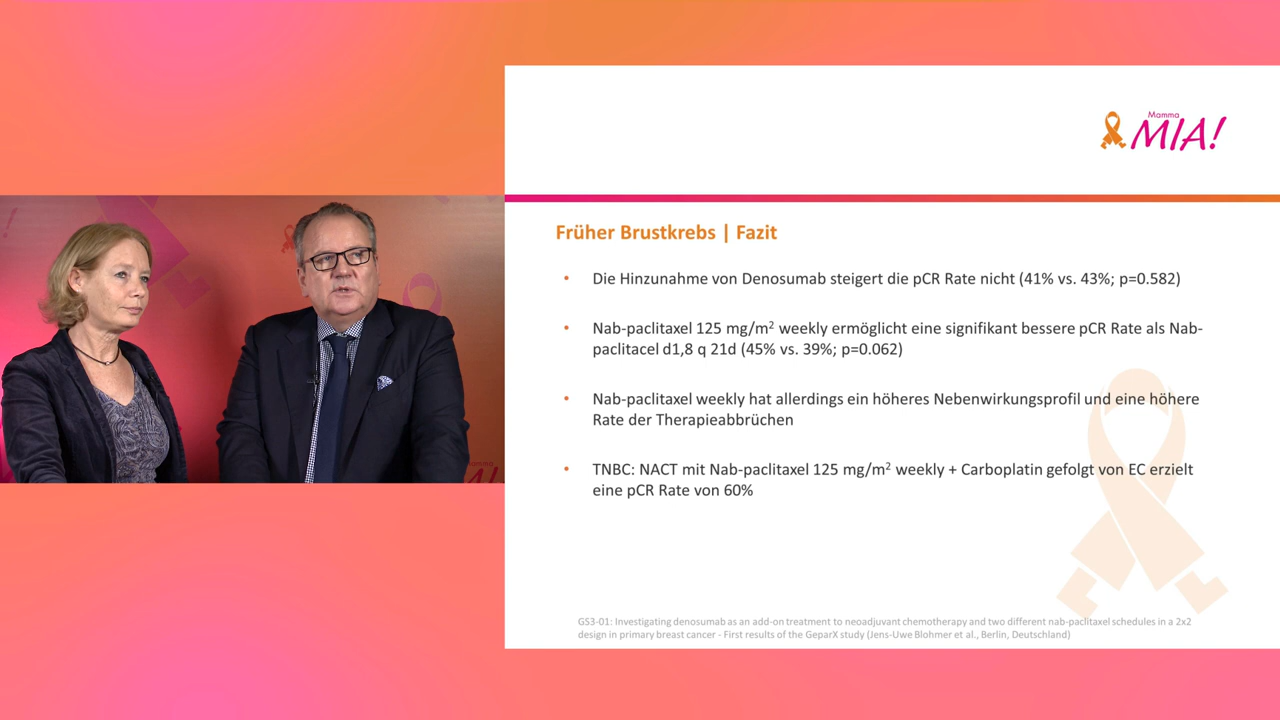 Mamma
MIA!
Früher Brustkrebs | Fazit
• Die Hinzunahme von Denosumab steigert die pCR Rate nicht (41% vs. 43%; p=0.582)
• Nab-paclitaxel 125 mg/m² weekly ermöglicht eine signifikant bessere pCR Rate als Nab-
paclitacel d1,8 q 21d (45% vs. 39%; p=0.062)
• Nab-paclitaxel weekly hat allerdings ein höheres Nebenwirkungsprofil und eine höhere
Rate der Therapieabbrüchen
• TNBC: NACT mit Nab-paclitaxel 125 mg/m² weekly + Carboplatin gefolgt von EC erzielt
eine pCR Rate von 60%
GS3-01: Investigating denosumab as an add-on treatment to neoadjuvant chemotherapy and two different nab-paclitaxel schedules in a 2x2
design in primary breast cancer - First results of the GeparX study (Jens-Uwe Blohmer et al., Berlin, Deutschland)